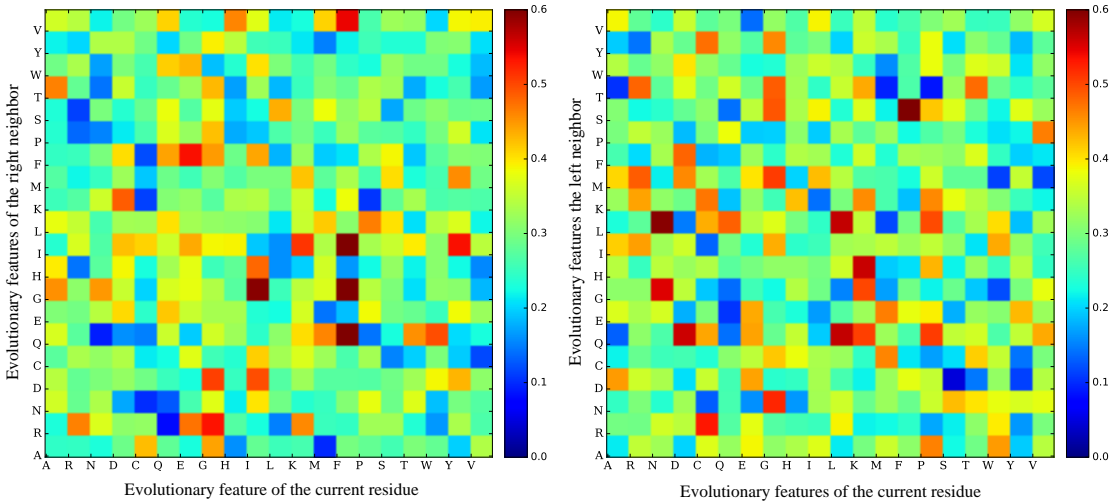 Evolutionary features of the right neighbor
V
Y
W
T
S
P
F
M
K
L
I
H
G
E
Q
C
D
N
R
A
A R N D C Q E G H I L K M F P S T W Y V
Evolutionary feature of the current residue
0.6
0.5
0.4
0.3
0.2
0.1
0.0
Evolutionary features the left neighbor
V
Y
W
T
S
P
F
M
K
L
I
H
G
E
Q
C
D
N
R
A
A R N D C Q E G H I L K M F P S T W Y V
Evolutionary features of the current residue
0.6
0.5
0.4
0.3
0.2
0.1
0.0